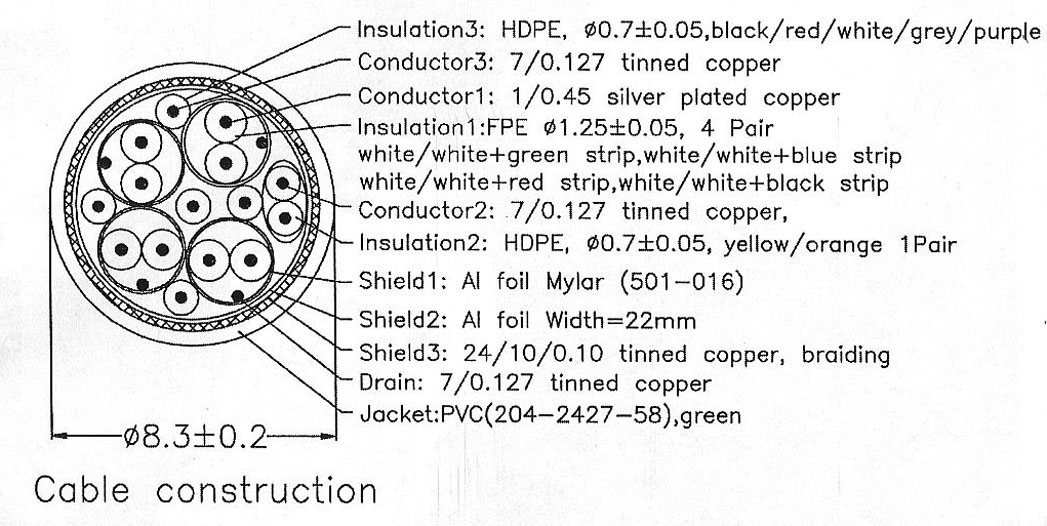 Insulation3: HDPE, ø0.7±0.05,black/red/white/grey/purple
Conductor3: 7/0.127 tinned copper
Conductor1: 1/0.45 silver plated copper
Insulation1:FPE ø1.25±0.05, 4 Pair
white/white+green strip,white/white+blue strip
white/white+red strip,white/white+black strip
Conductor2: 7/0.127 tinned copper,
Insulation2: HDPE, ø0.7±0.05, yellow/orange 1Pair
Shield1: Al foil Mylar (501-016)
Shield2: Al foil Width=22mm
Shield3: 24/10/0.10 tinned copper, braiding
Drain: 7/0.127 tinned copper
Jacket:PVC(204-2427-58),green
ø8.3±0.2
Cable construction